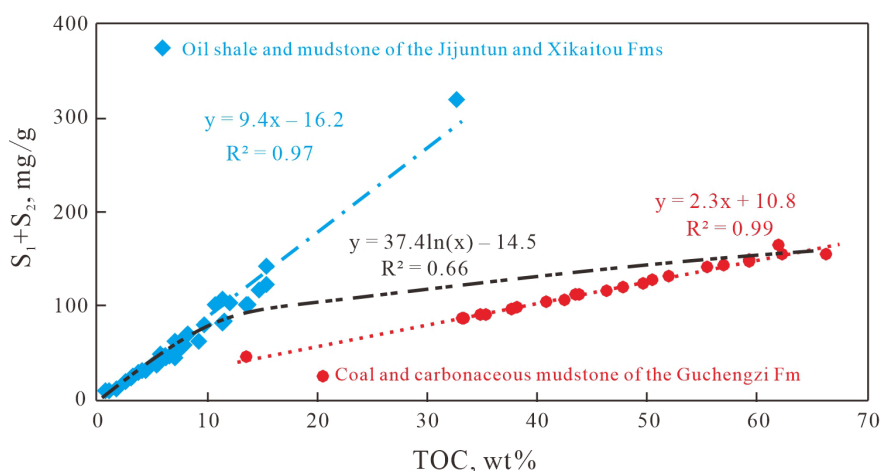 400
300
200
100
0
S₁+S₂, mg/g
Oil shale and mudstone of the Jijuntun and Xikaitou Fms
y = 9.4x – 16.2
R² = 0.97
y = 37.4ln(x) – 14.5
R² = 0.66
y = 2.3x + 10.8
R² = 0.99
Coal and carbonaceous mudstone of the Guchengzi Fm
0 10 20 30 40 50 60 70
TOC, wt%